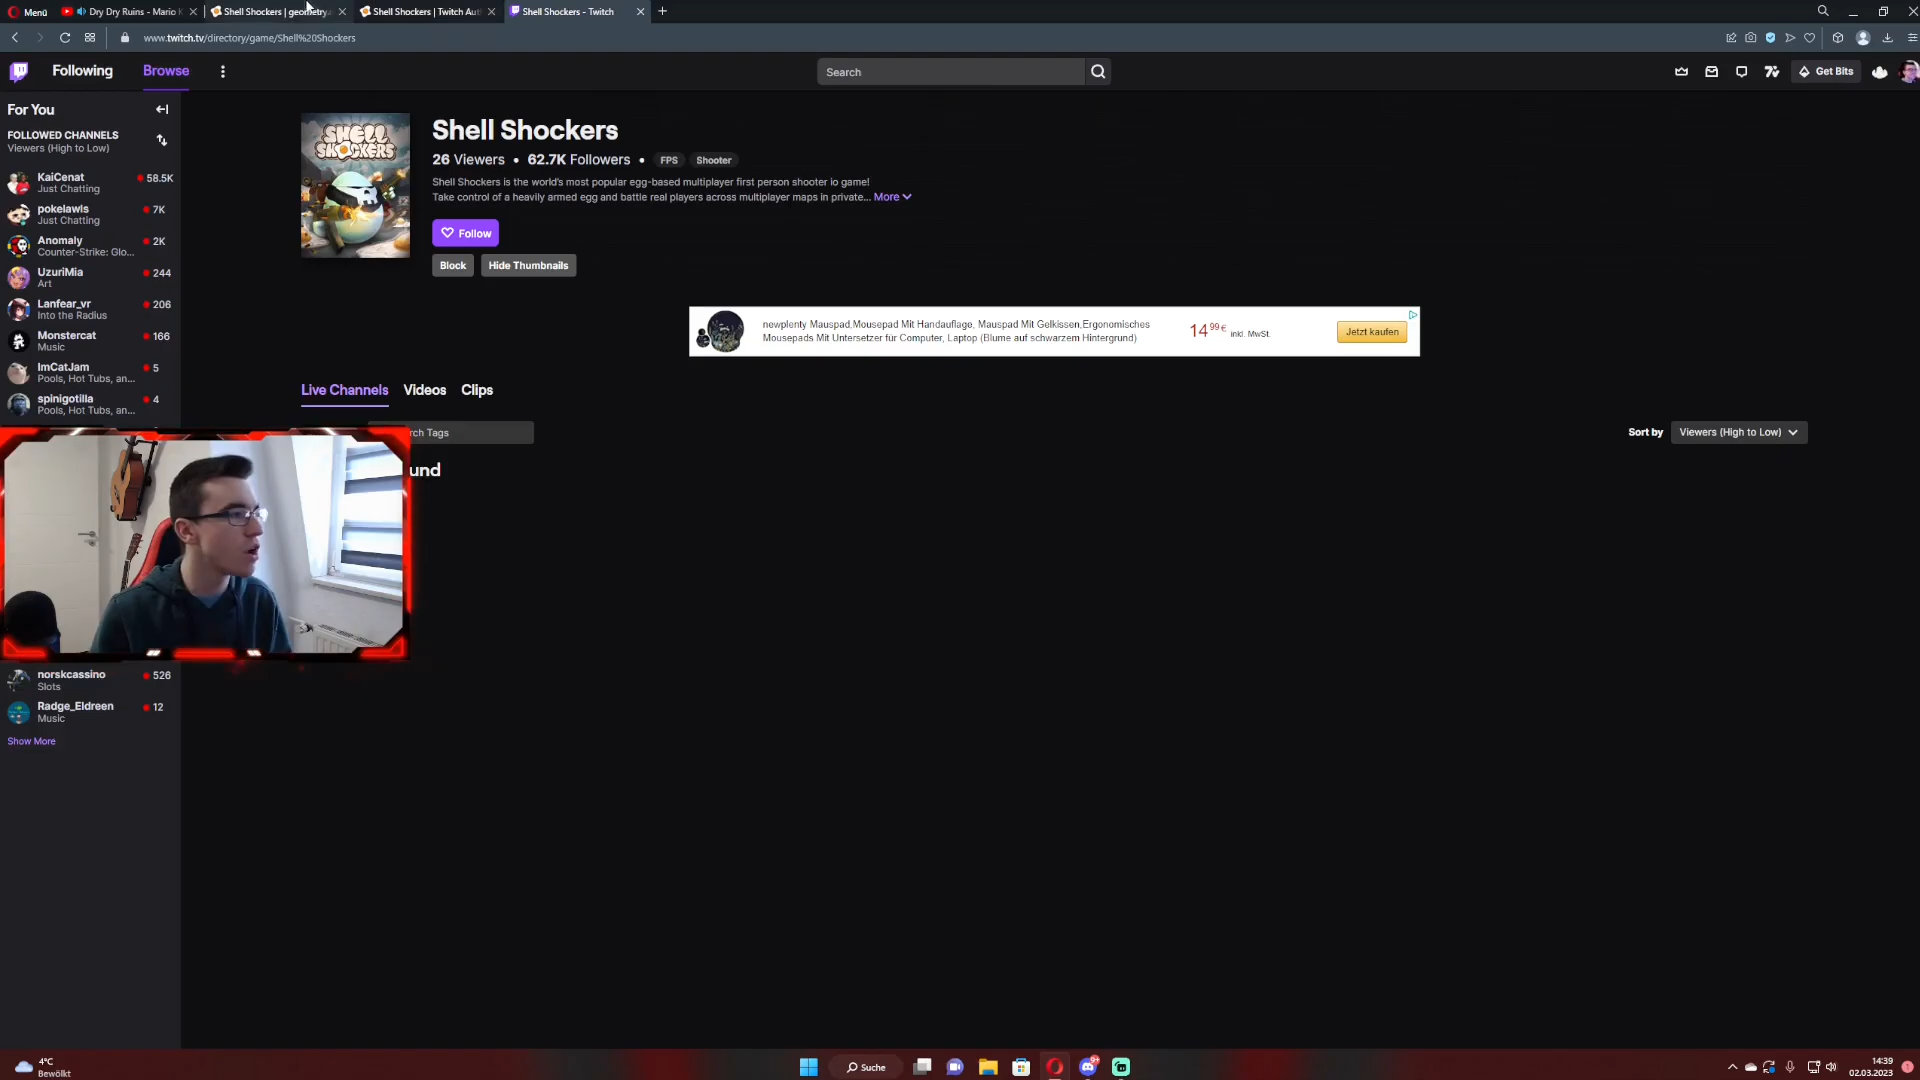 Menü
Dry Dry Ruins - Mario K
Shell Shockers | geometry.
Shell Shockers | Twitch Aut
Shell Shockers - Twitch
www.twitch.tv/directory/game/Shell%20Shockers
Following
Browse
Search
Get Bits
For You
FOLLOWED CHANNELS
Viewers (High to Low)
KaiCenat
58.5K
Just Chatting
pokelawls
7K
Just Chatting
Anomaly
2K
Counter-Strike: Glo...
UzuriMia
244
Art
Lanfear_vr
206
Into the Radius
Monstercat
166
Music
ImCatJam
5
Pools, Hot Tubs, an...
spinigotilla
4
Pools, Hot Tubs, an...
norskcassino
526
Slots
Radge_Eldreen
12
Music
Show More
SHELL
SHOCKERS
Shell Shockers
26 Viewers • 62.7K Followers • FPS Shooter
Shell Shockers is the world's most popular egg-based multiplayer first person shooter io game!
Take control of a heavily armed egg and battle real players across multiplayer maps in private... More
Follow
Block
Hide Thumbnails
newplenty Mauspad,Mousepad Mit Handauflage, Mauspad Mit Gelkissen,Ergonomisches
Mousepads Mit Untersetzer für Computer, Laptop (Blume auf schwarzem Hintergrund)
14 99 € inkl. MwSt.
Jetzt kaufen
Live Channels
Videos
Clips
rch Tags
Sort by
Viewers (High to Low)
und
4°C
Bewölkt
Suche
9+
14:39
02.03.2023
1